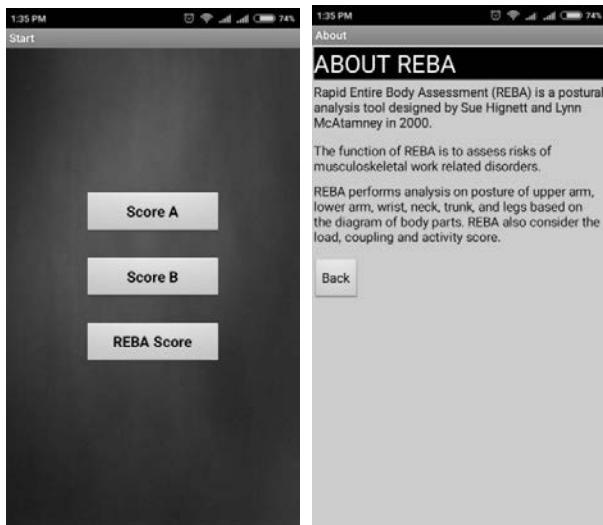 1:35 PM 74%
Start
Score A
Score B
REBA Score
1:35 PM 74%
About
ABOUT REBA
Rapid Entire Body Assessment (REBA) is a postural
analysis tool designed by Sue Hignett and Lynn
McAtamney in 2000.
The function of REBA is to assess risks of
musculoskeletal work related disorders.
REBA performs analysis on posture of upper arm,
lower arm, wrist, neck, trunk, and legs based on
the diagram of body parts. REBA also consider the
load, coupling and activity score.
Back